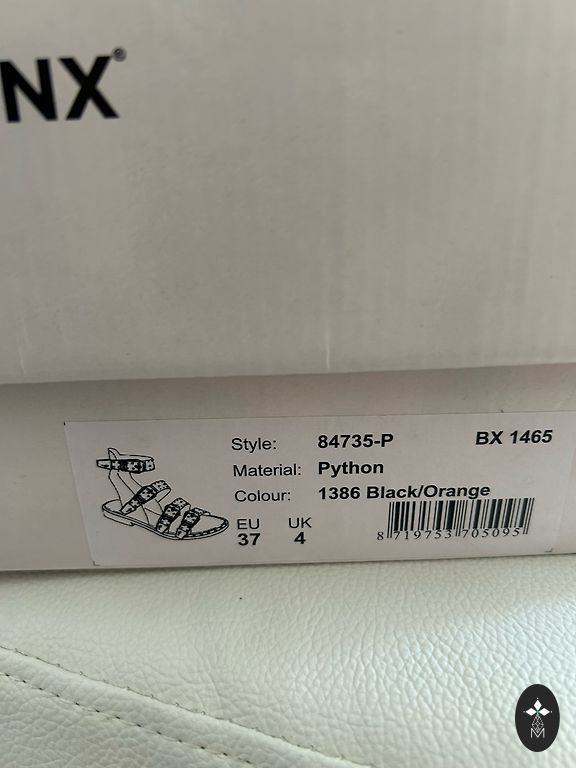 NX®
Style: 84735-P BX 1465
Material: Python
Colour: 1386 Black/Orange
EU UK
37 4
8 719753 705095
M